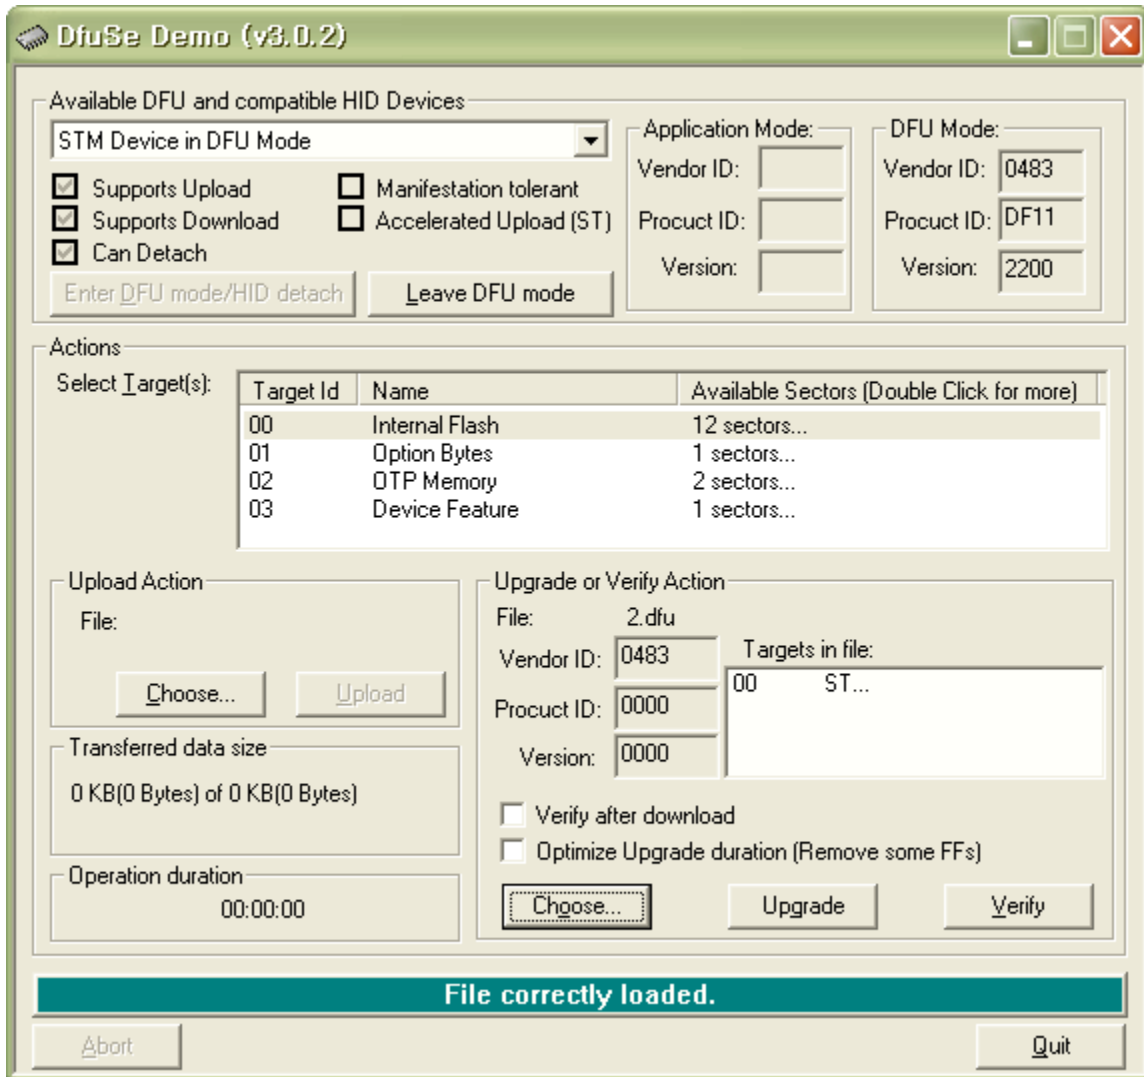 DfuSe Demo (v3.0.2)
Available DFU and compatible HID Devices
STM Device in DFU Mode
Supports Upload
Manifestation tolerant
Supports Download
Accelerated Upload (ST)
Can Detach
Enter DFU mode/HID detach
Leave DFU mode
Application Mode:
Vendor ID:
Procuct ID:
Version:
DFU Mode:
Vendor ID: 0483
Procuct ID: DF11
Version: 2200
Actions
Select Target(s):
Target Id Name Available Sectors (Double Click for more)
00 Internal Flash 12 sectors...
01 Option Bytes 1 sectors...
02 OTP Memory 2 sectors...
03 Device Feature 1 sectors...
Upload Action
File:
Choose...
Upload
Transferred data size
0 KB(0 Bytes) of 0 KB(0 Bytes)
Operation duration
00:00:00
Upgrade or Verify Action
File: 2.dfu
Vendor ID: 0483
Procuct ID: 0000
Version: 0000
Targets in file:
00 ST...
Verify after download
Optimize Upgrade duration (Remove some FFs)
Choose...
Upgrade
Verify
File correctly loaded.
Abort
Quit